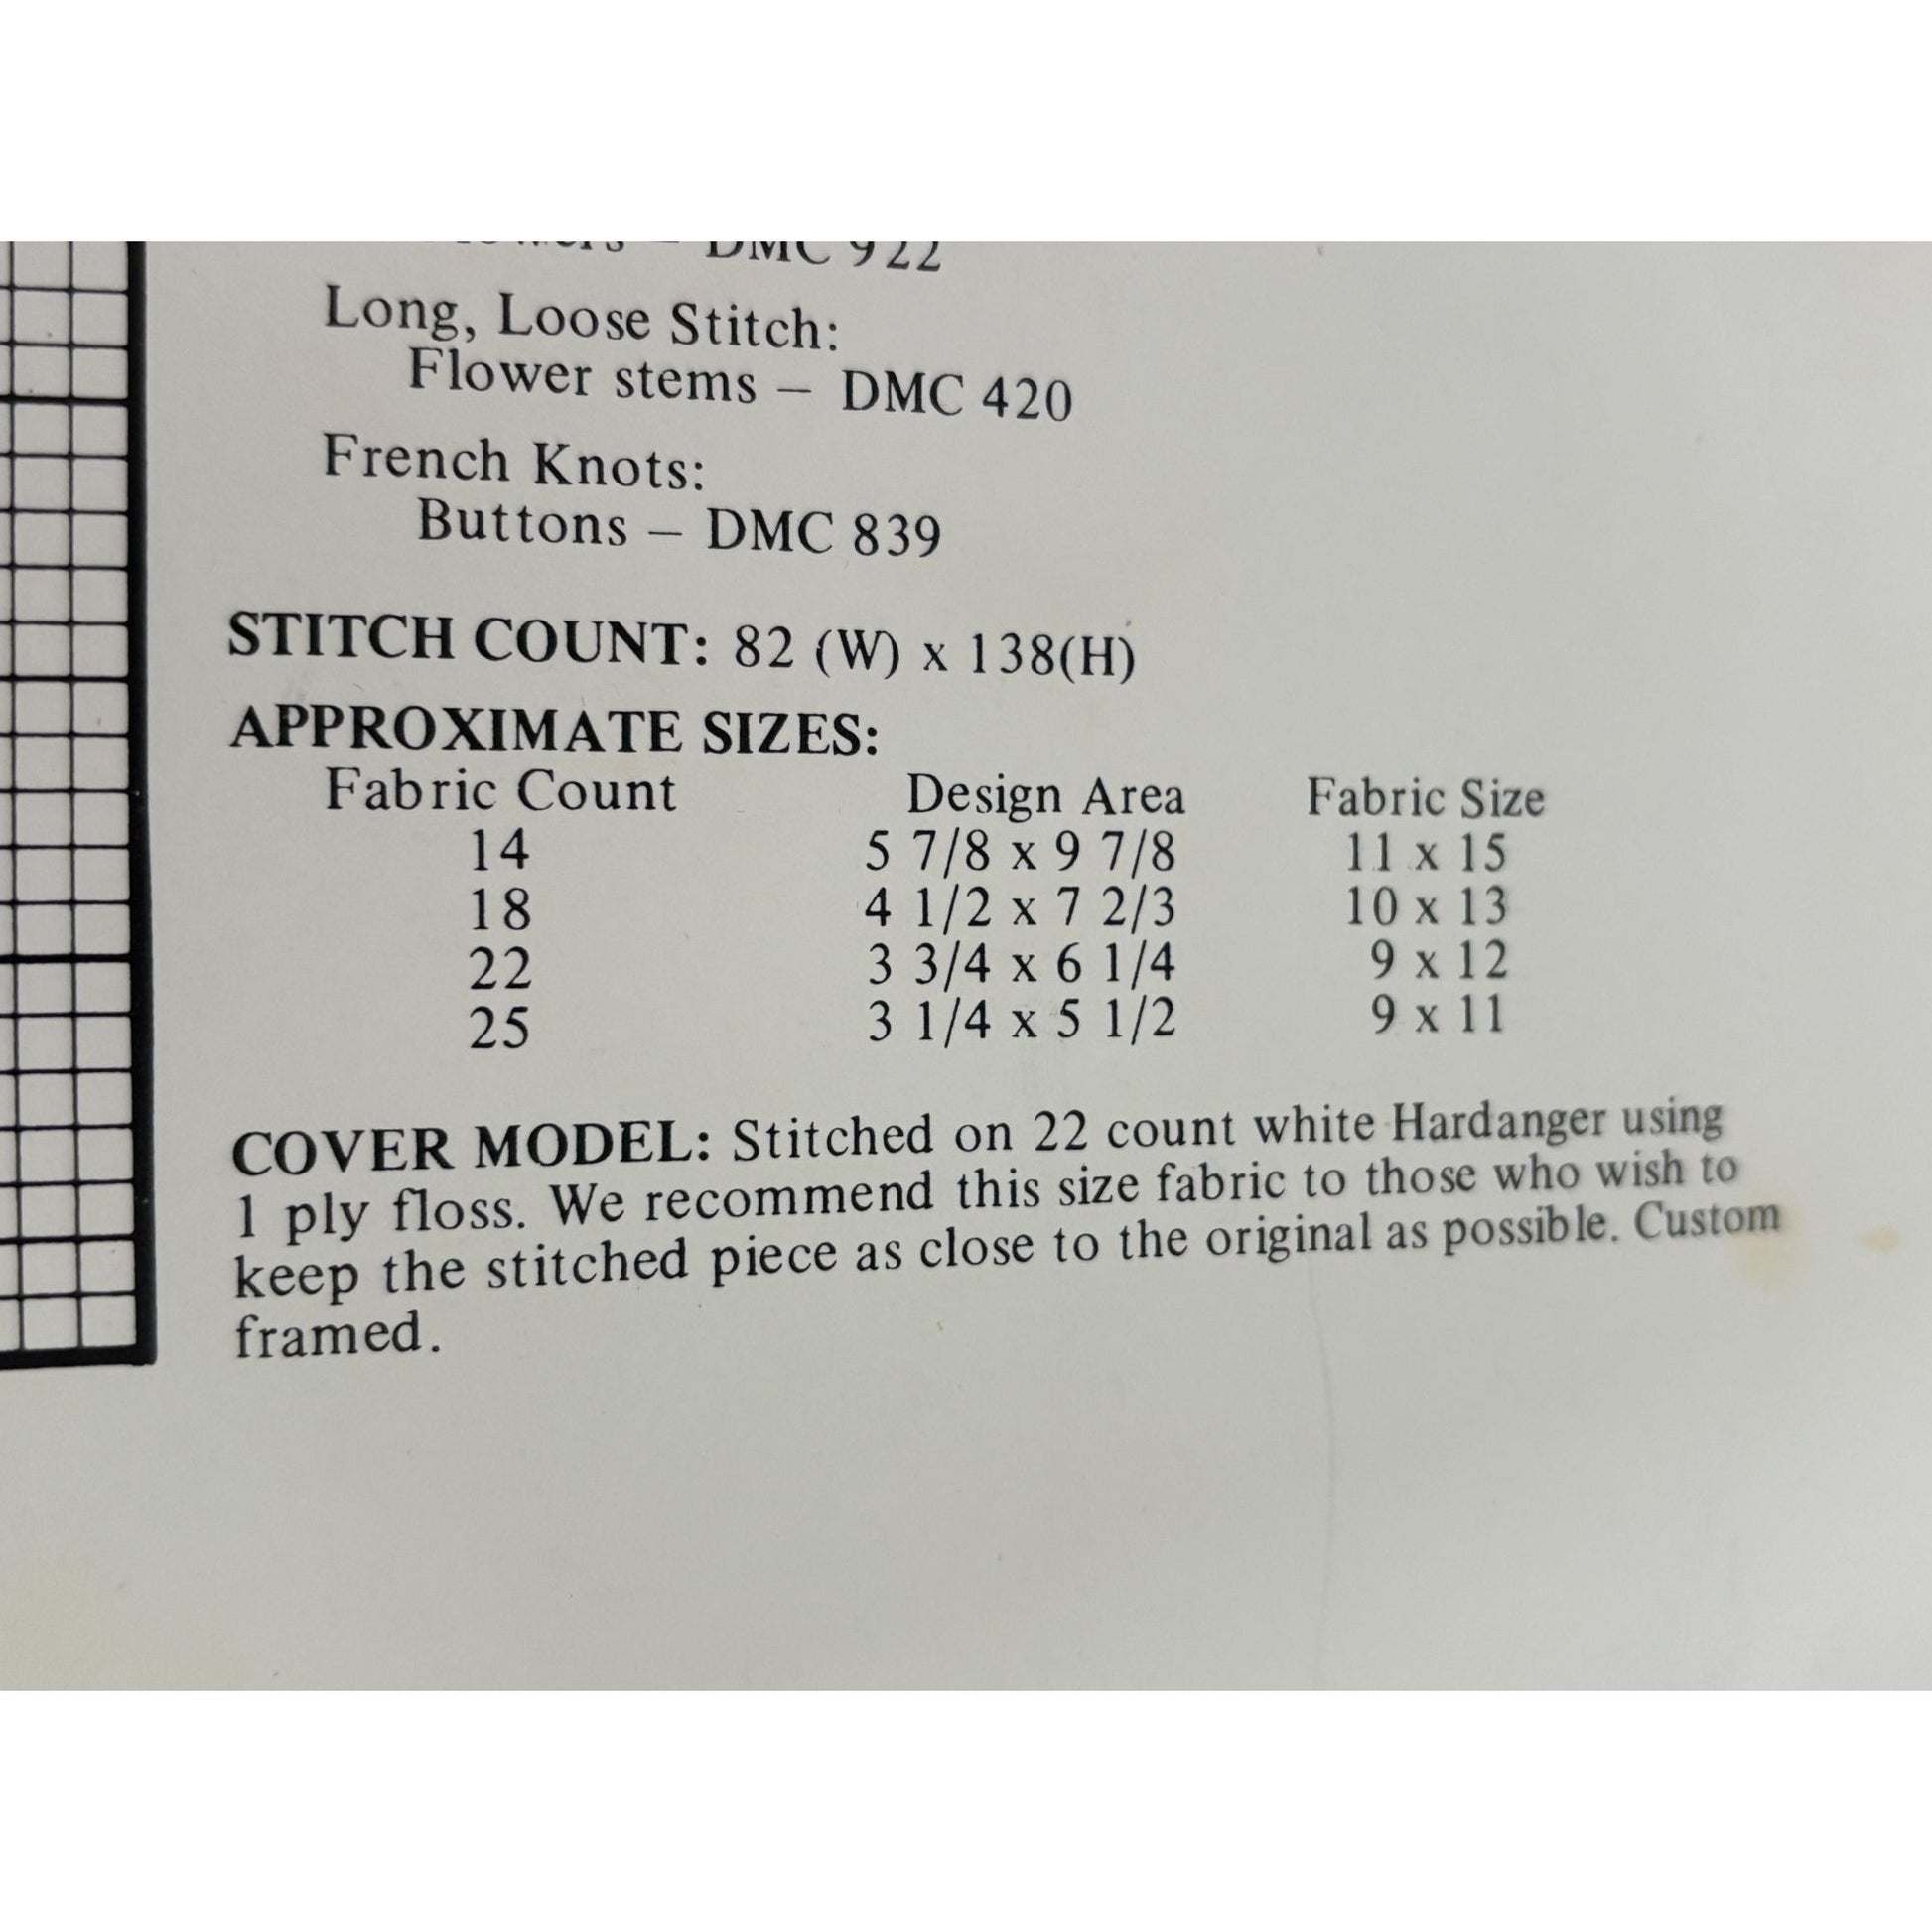 – DMC 922
Long, Loose Stitch:
Flower stems – DMC 420
French Knots:
Buttons – DMC 839
STITCH COUNT: 82 (W) x 138(H)
APPROXIMATE SIZES:
Fabric Count Design Area Fabric Size
14 5 7/8 x 9 7/8 11 x 15
18 4 1/2 x 7 2/3 10 x 13
22 3 3/4 x 6 1/4 9 x 12
25 3 1/4 x 5 1/2 9 x 11
COVER MODEL: Stitched on 22 count white Hardanger using
1 ply floss. We recommend this size fabric to those who wish to
keep the stitched piece as close to the original as possible. Custom
framed.